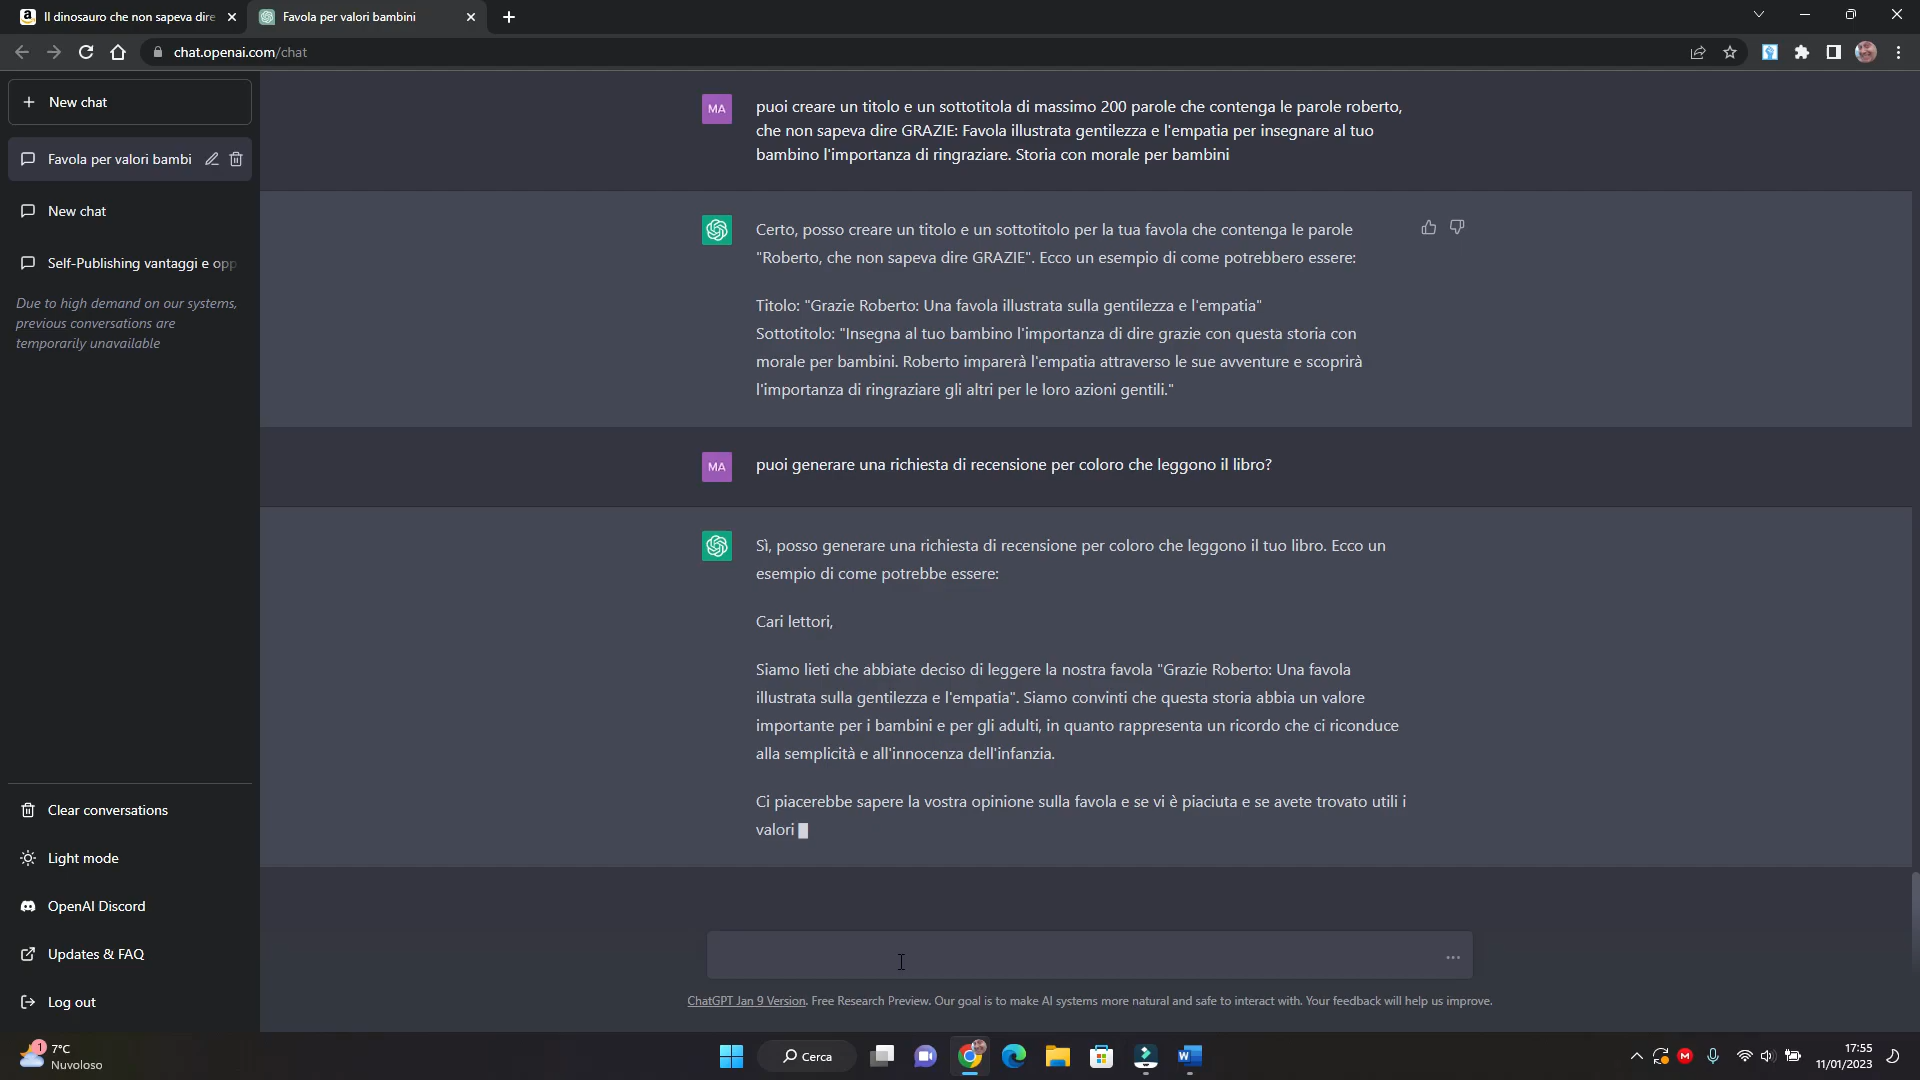 Il dinosauro che non sapeva dire
Favola per valori bambini
chat.openai.com/chat
New chat
Favola per valori bambi
New chat
Self-Publishing vantaggi e opp
Due to high demand on our systems,
previous conversations are
temporarily unavailable
Clear conversations
Light mode
OpenAI Discord
Updates & FAQ
Log out
MA
puoi creare un titolo e un sottotitola di massimo 200 parole che contenga le parole roberto,
che non sapeva dire GRAZIE: Favola illustrata gentilezza e l'empatia per insegnare al tuo
bambino l'importanza di ringraziare. Storia con morale per bambini
Certo, posso creare un titolo e un sottotitolo per la tua favola che contenga le parole
"Roberto, che non sapeva dire GRAZIE". Ecco un esempio di come potrebbero essere:
Titolo: "Grazie Roberto: Una favola illustrata sulla gentilezza e l'empatia"
Sottotitolo: "Insegna al tuo bambino l'importanza di dire grazie con questa storia con
morale per bambini. Roberto imparerà l'empatia attraverso le sue avventure e scoprirà
l'importanza di ringraziare gli altri per le loro azioni gentili."
MA
puoi generare una richiesta di recensione per coloro che leggono il libro?
Sì, posso generare una richiesta di recensione per coloro che leggono il tuo libro. Ecco un
esempio di come potrebbe essere:
Cari lettori,
Siamo lieti che abbiate deciso di leggere la nostra favola "Grazie Roberto: Una favola
illustrata sulla gentilezza e l'empatia". Siamo convinti che questa storia abbia un valore
importante per i bambini e per gli adulti, in quanto rappresenta un ricordo che ci riconduce
alla semplicità e all'innocenza dell'infanzia.
Ci piacerebbe sapere la vostra opinione sulla favola e se vi è piaciuta e se avete trovato utili i
valori
ChatGPT Jan 9 Version. Free Research Preview. Our goal is to make AI systems more natural and safe to interact with. Your feedback will help us improve.
1
7°C
Nuvoloso
Cerca
17:55
11/01/2023